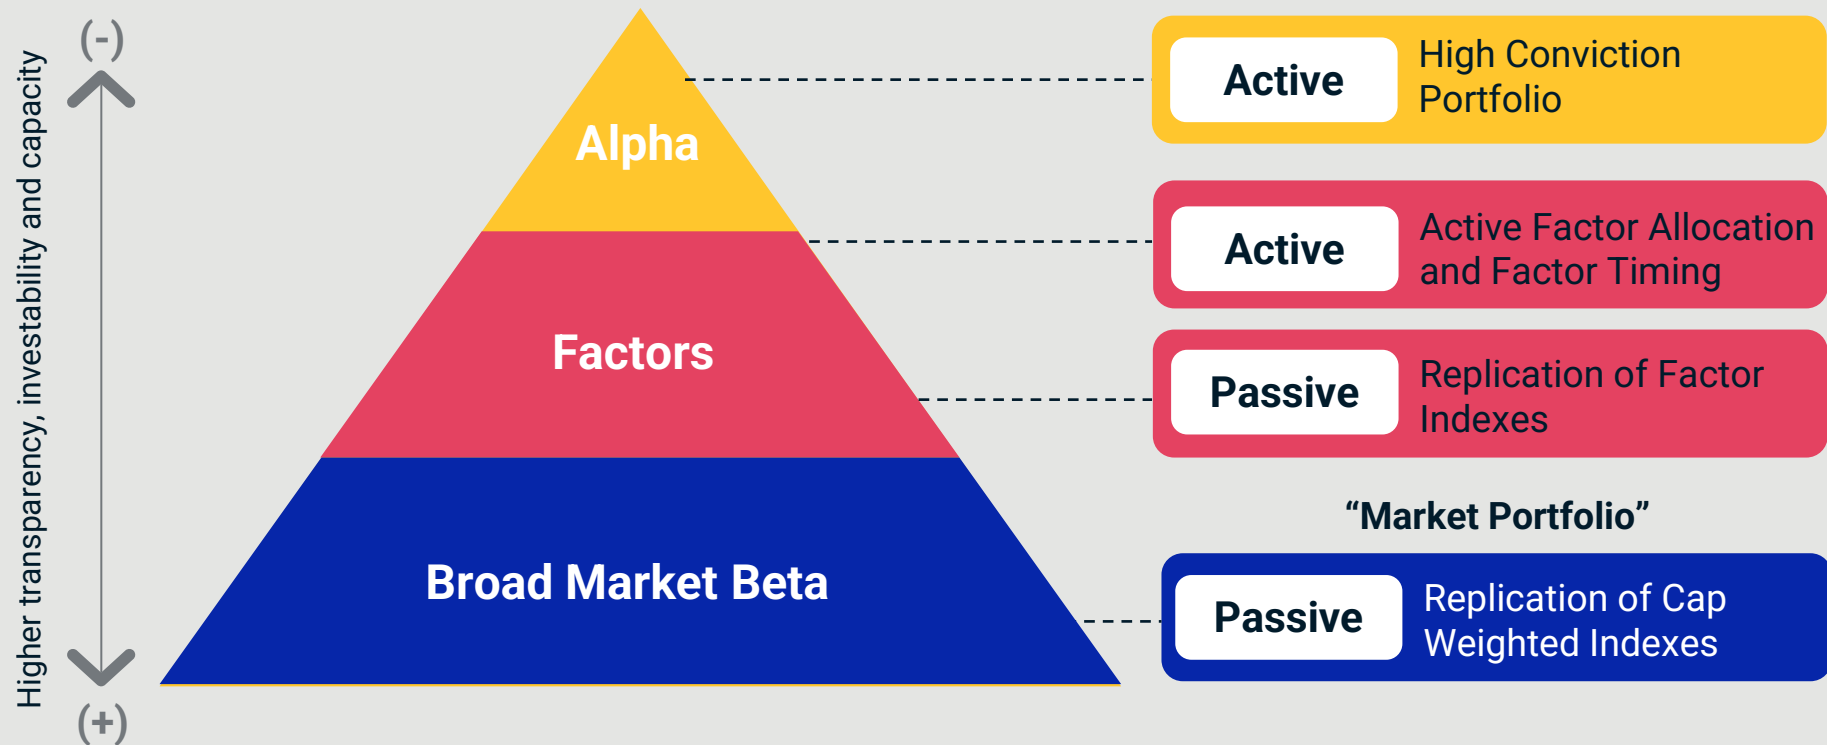 (-)
Higher transparency, investability and capacity
(+)
Alpha
Factors
Broad Market Beta
Active
High Conviction
Portfolio
Active
Active Factor Allocation
and Factor Timing
Passive
Replication of Factor
Indexes
“Market Portfolio”
Passive
Replication of Cap
Weighted Indexes